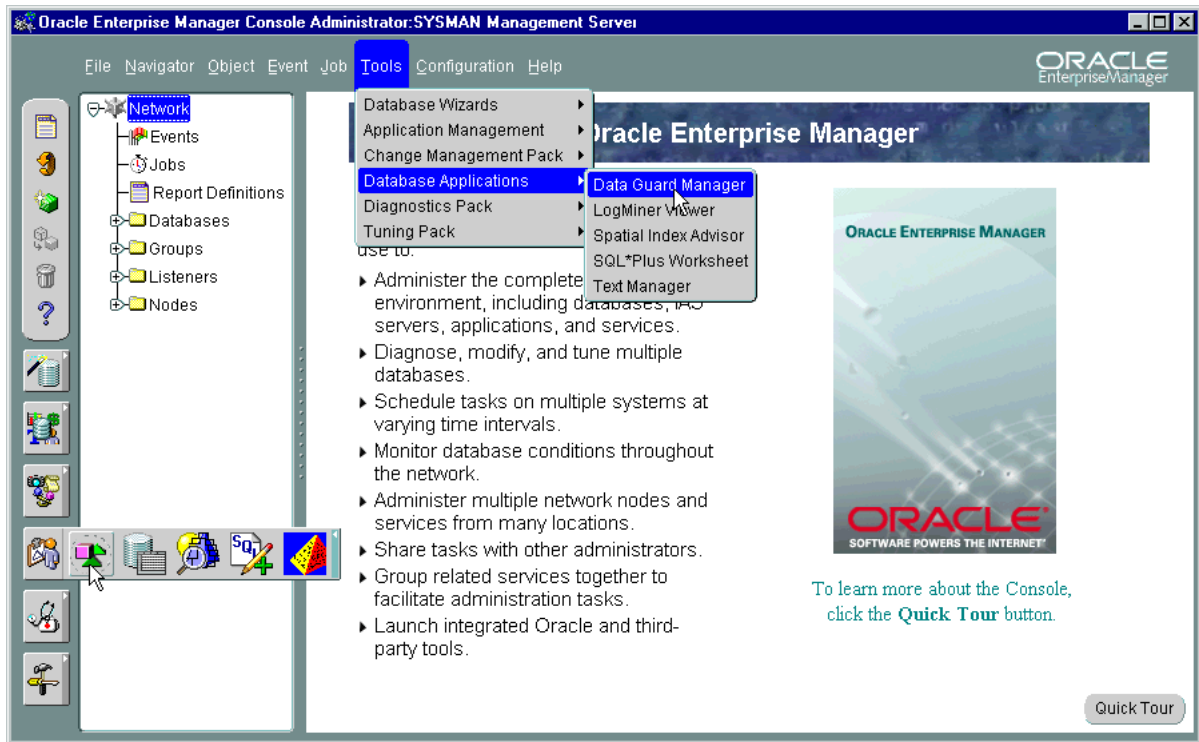 Oracle Enterprise Manager Console Administrator:SYSMAN Management Server
File Navigator Object Event Job Tools Configuration Help
ORACLE
EnterpriseManager
Network
Events
Jobs
Report Definitions
Databases
Groups
Listeners
Nodes
Database Wizards
Application Management
Change Management Pack
Database Applications
Diagnostics Pack
Tuning Pack
Data Guard Manager
LogMiner Viewer
Spatial Index Advisor
SQL*Plus Worksheet
Text Manager
Oracle Enterprise Manager
use to:
Administer the complete
environment, including databases, iAS
servers, applications, and services.
Diagnose, modify, and tune multiple
databases.
Schedule tasks on multiple systems at
varying time intervals.
Monitor database conditions throughout
the network.
Administer multiple network nodes and
services from many locations.
Share tasks with other administrators.
Group related services together to
facilitate administration tasks.
Launch integrated Oracle and third-
party tools.
SQL
ORACLE ENTERPRISE MANAGER
ORACLE
SOFTWARE POWERS THE INTERNET
To learn more about the Console,
click the Quick Tour button.
Quick Tour